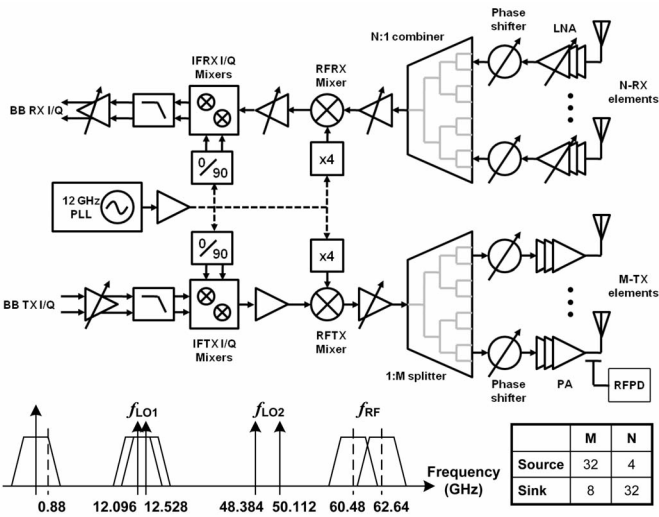 Phase shifter
LNA
N:1 combiner
IFRX I/Q Mixers
RFRX Mixer
N-RX elements
BB RX I/Q
0/90
x4
12 GHz PLL
0/90
x4
M-TX elements
BB TX I/Q
IFTX I/Q Mixers
RFTX Mixer
1:M splitter
Phase shifter
PA
RFPD
fLO1
fLO2
fRF
Frequency (GHz)
0.88
12.096
12.528
48.384
50.112
60.48
62.64
M N
Source 32 4
Sink 8 32